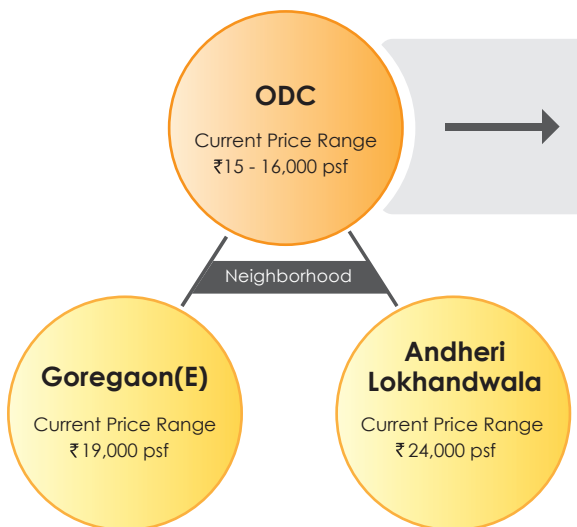 ODC
Current Price Range
₹15 - 16,000 psf
Neighborhood
Goregaon(E)
Current Price Range
₹19,000 psf
Andheri
Lokhandwala
Current Price Range
₹24,000 psf